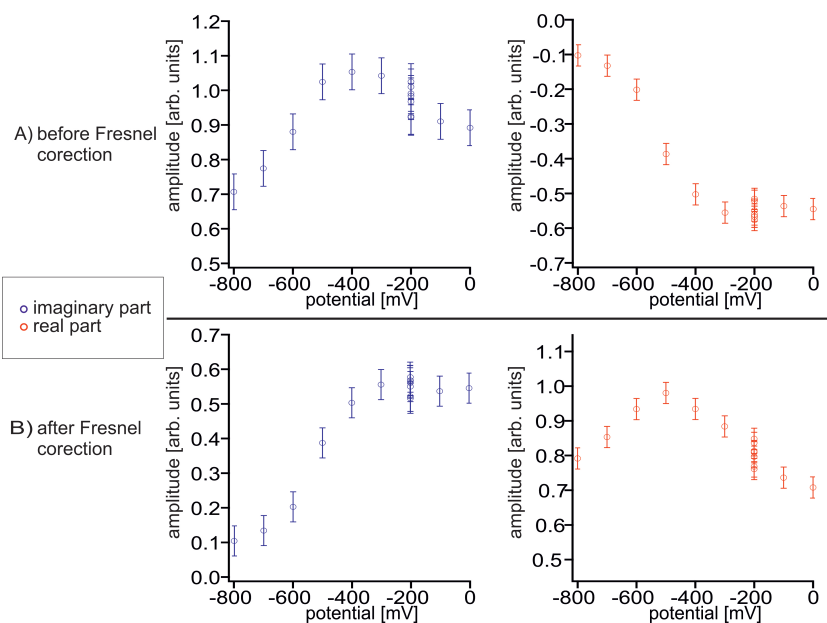 A) before Fresnel
corection
amplitude [arb. units]
1.2
1.1
1.0
0.9
0.8
0.7
0.6
0.5
-800 -600 -400 -200 0
potential [mV]
amplitude [arb. units]
0.0
-0.1
-0.2
-0.3
-0.4
-0.5
-0.6
-0.7
-800 -600 -400 -200 0
potential [mV]
imaginary part
real part
B) after Fresnel
corection
amplitude [arb. units]
0.7
0.6
0.5
0.4
0.3
0.2
0.1
0.0
-800 -600 -400 -200 0
potential [mV]
amplitude [arb. units]
1.1
1.0
0.9
0.8
0.7
0.6
0.5
-800 -600 -400 -200 0
potential [mV]